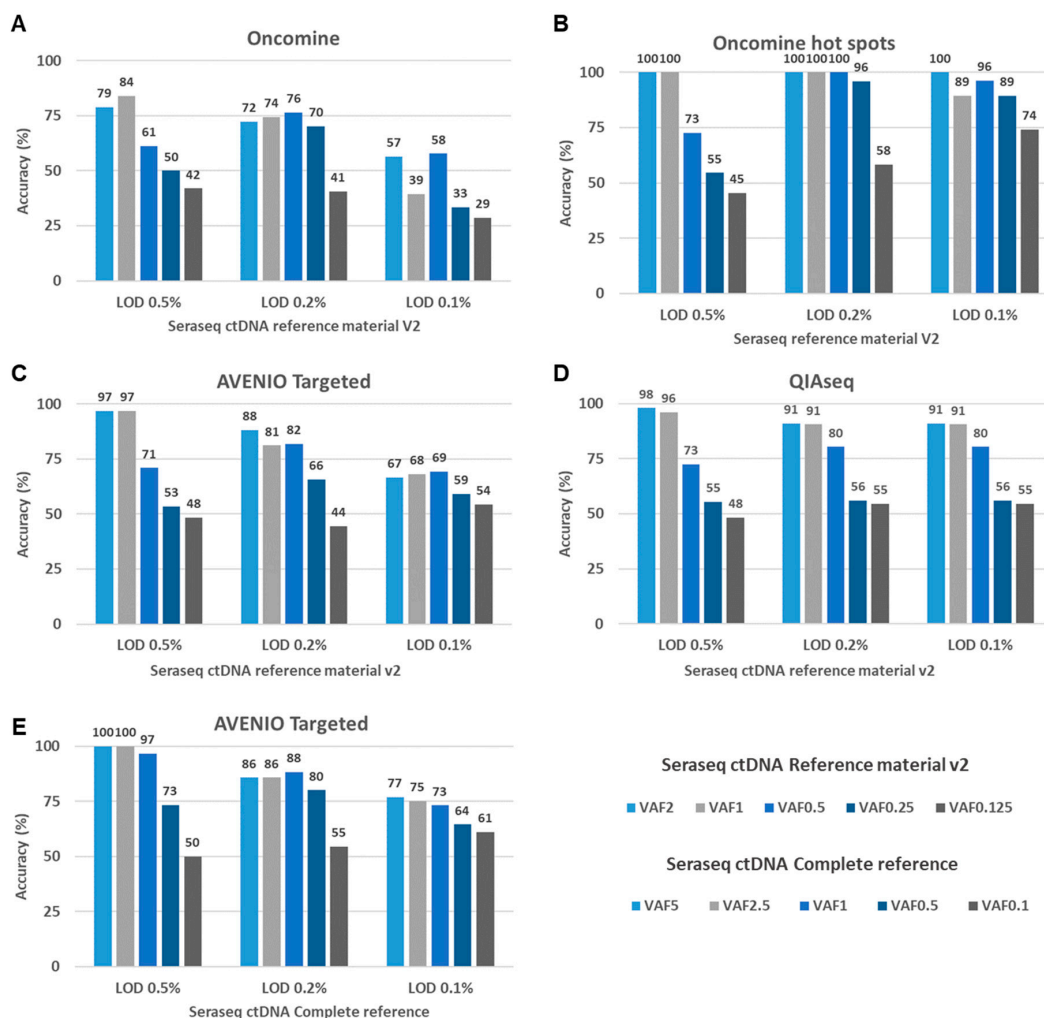 A
Oncomine
100
75
50
25
0
Accuracy (%)
79 84 61 50 42
72 74 76 70 41
57 39 58 33 29
LOD 0.5% LOD 0.2% LOD 0.1%
Seraseq ctDNA reference material V2
B
Oncomine hot spots
100
75
50
25
0
Accuracy (%)
100 100 73 55 45
100 100 100 96 58
100 89 96 89 74
LOD 0.5% LOD 0.2% LOD 0.1%
Seraseq reference material V2
C
AVENIO Targeted
100
75
50
25
0
Accuracy (%)
97 97 71 53 48
88 81 82 66 44
67 68 69 59 54
LOD 0.5% LOD 0.2% LOD 0.1%
Seraseq ctDNA reference material v2
D
QIAseq
100
75
50
25
0
Accuracy (%)
98 96 73 55 48
91 91 80 56 55
91 91 80 56 55
LOD 0.5% LOD 0.2% LOD 0.1%
Seraseq ctDNA reference material v2
E
AVENIO Targeted
100
75
50
25
0
Accuracy (%)
100 100 97 73 50
86 86 88 80 55
77 75 73 64 61
LOD 0.5% LOD 0.2% LOD 0.1%
Seraseq ctDNA Complete reference
Seraseq ctDNA Reference material v2
VAF2 VAF1 VAF0.5 VAF0.25 VAF0.125
Seraseq ctDNA Complete reference
VAF5 VAF2.5 VAF1 VAF0.5 VAF0.1